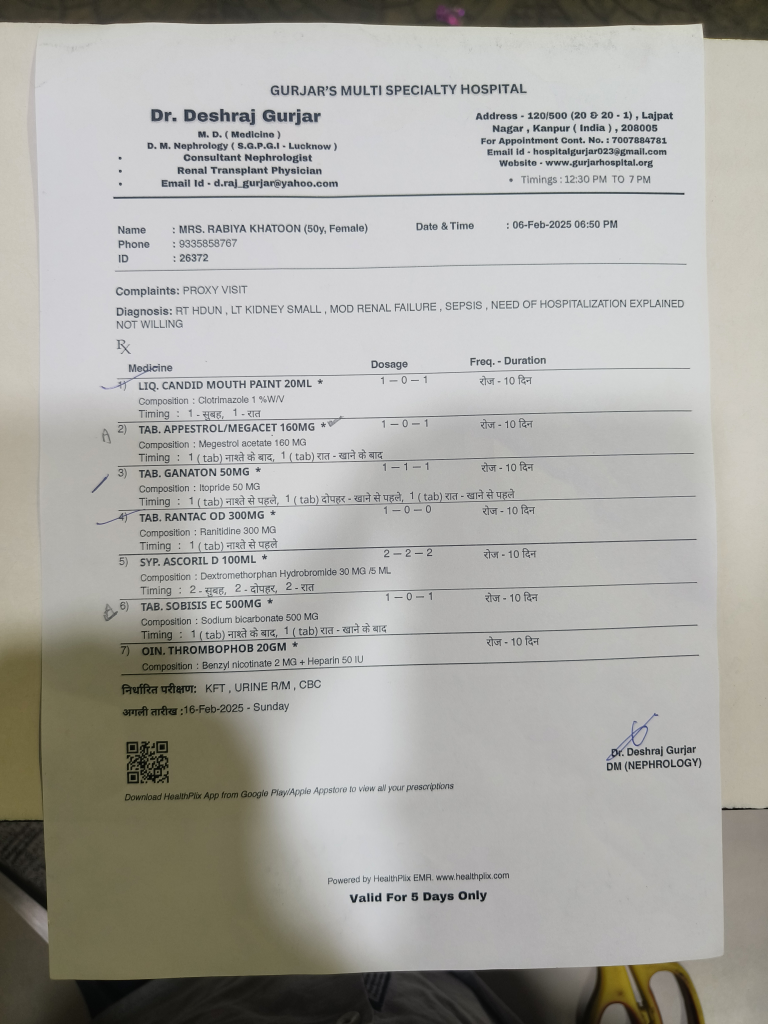 GURJAR'S MULTI SPECIALTY HOSPITAL
Dr. Deshraj Gurjar
M. D. ( Medicine )
D. M. Nephrology ( S.G.P.G.I - Lucknow )
• Consultant Nephrologist
• Renal Transplant Physician
• Email Id - d.raj_gurjar@yahoo.com
Address - 120/500 (20 & 20 - 1) , Lajpat
Nagar , Kanpur ( India ) , 208005
For Appointment Cont. No. : 7007884781
Email id - hospitalgurjar023@gmail.com
Website - www.gurjarhospital.org
• Timings : 12:30 PM TO 7 PM
Name : MRS. RABIYA KHATOON (50y, Female) Date & Time : 06-Feb-2025 06:50 PM
Phone : 9335858767
ID : 26372
Complaints: PROXY VISIT
Diagnosis: RT HDUN , LT KIDNEY SMALL , MOD RENAL FAILURE , SEPSIS , NEED OF HOSPITALIZATION EXPLAINED
NOT WILLING
Rx
Medicine Dosage Freq. - Duration
1) LIQ. CANDID MOUTH PAINT 20ML * 1 – 0 – 1 रोज - 10 दिन
Composition : Clotrimazole 1 %W/V
Timing : 1 - सुबह, 1 - रात
2) TAB. APPESTROL/MEGACET 160MG * 1 – 0 – 1 रोज - 10 दिन
Composition : Megestrol acetate 160 MG
Timing : 1 ( tab) नाश्ते के बाद, 1 ( tab) रात - खाने के बाद
3) TAB. GANATON 50MG * 1 – 1 – 1 रोज - 10 दिन
Composition : Itopride 50 MG
Timing : 1 ( tab) नाश्ते से पहले, 1 ( tab) दोपहर - खाने से पहले, 1 ( tab) रात - खाने से पहले
4) TAB. RANTAC OD 300MG * 1 – 0 – 0 रोज - 10 दिन
Composition : Ranitidine 300 MG
Timing : 1 ( tab) नाश्ते से पहले
5) SYP. ASCORIL D 100ML * 2 – 2 – 2 रोज - 10 दिन
Composition : Dextromethorphan Hydrobromide 30 MG /5 ML
Timing : 2 - सुबह, 2 - दोपहर, 2 - रात
6) TAB. SOBISIS EC 500MG * 1 – 0 – 1 रोज - 10 दिन
Composition : Sodium bicarbonate 500 MG
Timing : 1 ( tab) नाश्ते के बाद, 1 ( tab) रात - खाने के बाद
7) OIN. THROMBOPHOB 20GM * रोज - 10 दिन
Composition : Benzyl nicotinate 2 MG + Heparin 50 IU
निर्धारित परीक्षण: KFT , URINE R/M , CBC
अगली तारीख :16-Feb-2025 - Sunday
Dr. Deshraj Gurjar
DM (NEPHROLOGY)
Download HealthPlix App from Google Play/Apple Appstore to view all your prescriptions
Powered by HealthPlix EMR. www.healthplix.com
Valid For 5 Days Only